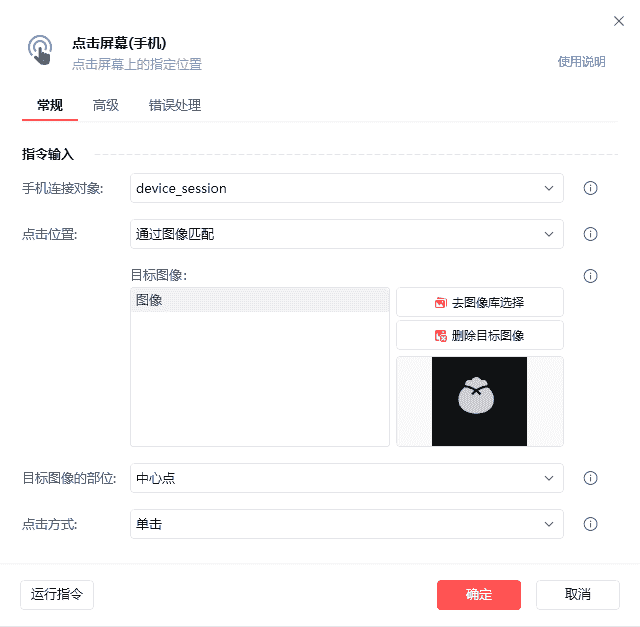 点击屏幕(手机)
点击屏幕上的指定位置
使用说明
常规 高级 错误处理
指令输入
手机连接对象: device_session
点击位置: 通过图像匹配
目标图像:
图像
去图像库选择
删除目标图像
目标图像的部位: 中心点
点击方式: 单击
运行指令 确定 取消